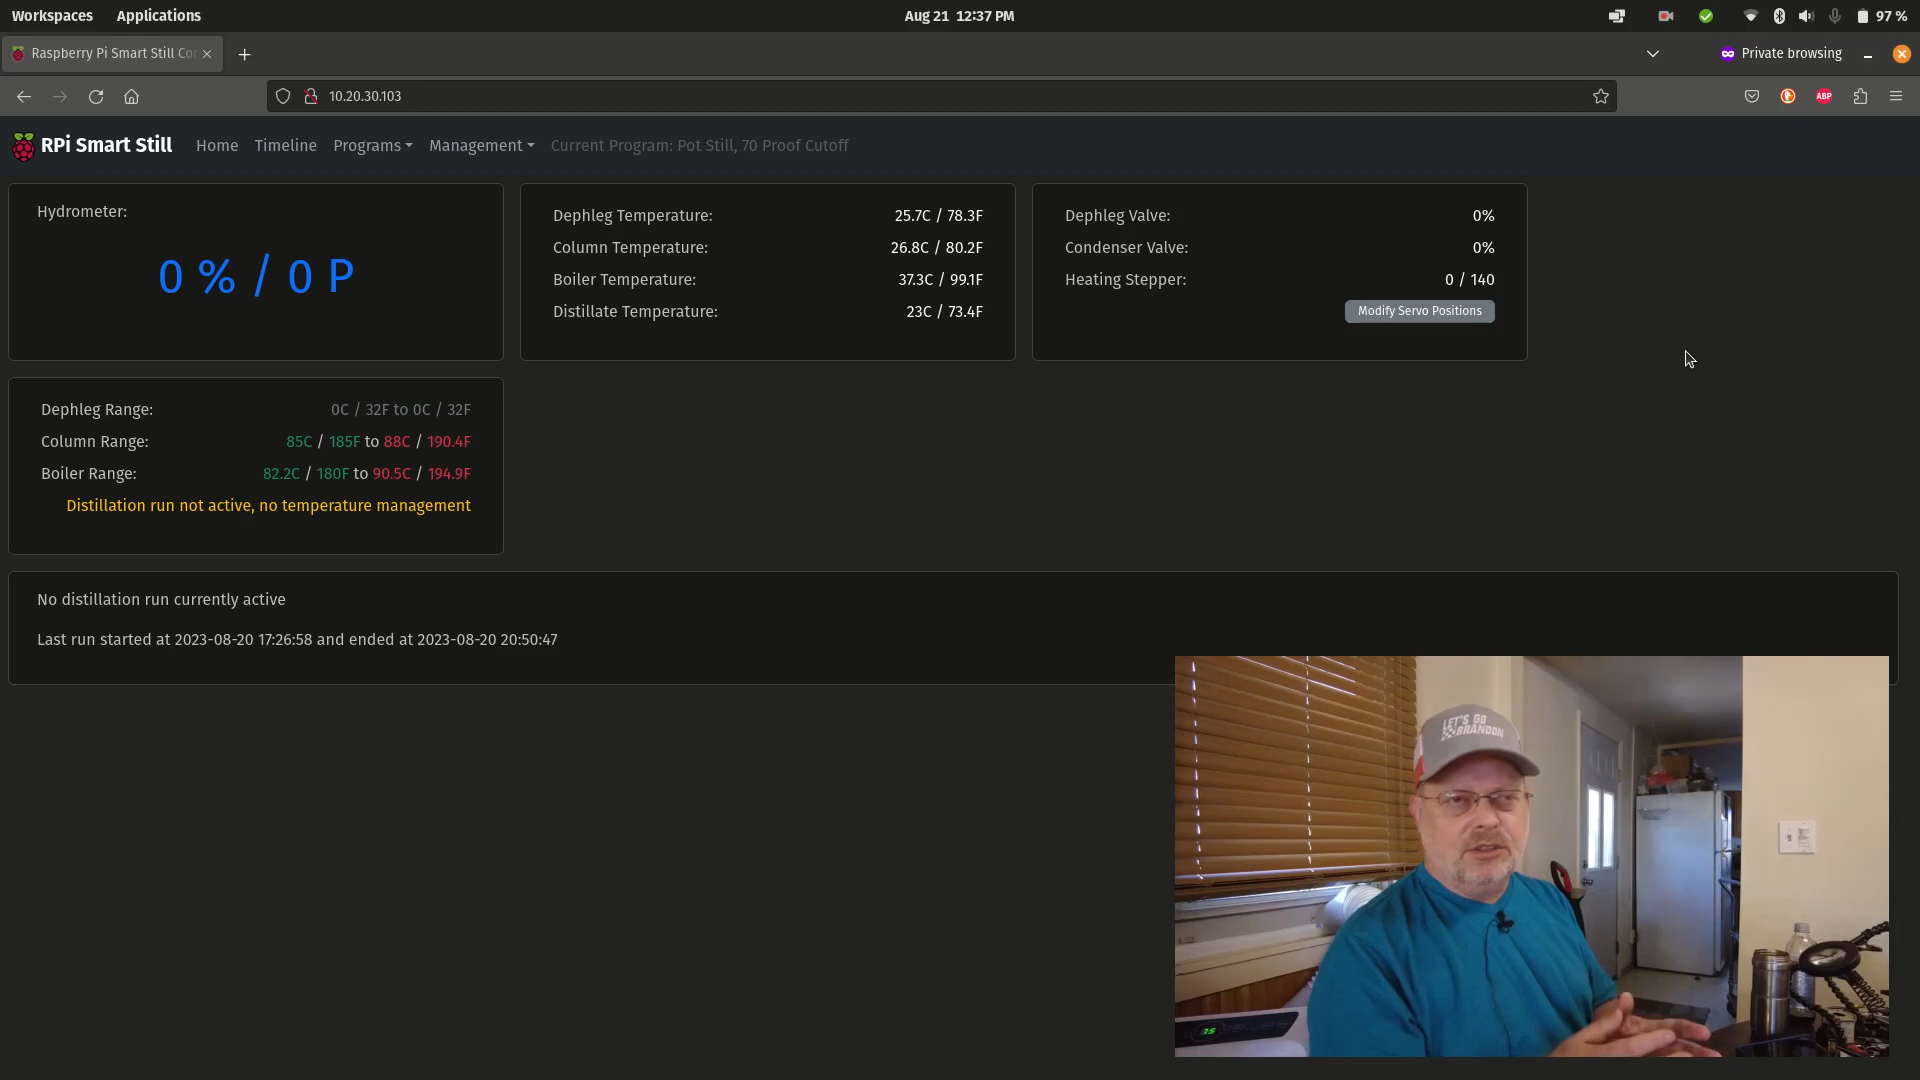 Workspaces Applications Aug 21 12:37 PM 97 %
Raspberry Pi Smart Still Co Private browsing
10.20.30.103 ABP
RPi Smart Still Home Timeline Programs Management Current Program: Pot Still, 70 Proof Cutoff
Hydrometer:
0 % / 0 P
Dephleg Temperature: 25.7C / 78.3F
Column Temperature: 26.8C / 80.2F
Boiler Temperature: 37.3C / 99.1F
Distillate Temperature: 23C / 73.4F
Dephleg Valve: 0%
Condenser Valve: 0%
Heating Stepper: 0 / 140
Modify Servo Positions
Dephleg Range: 0C / 32F to 0C / 32F
Column Range: 85C / 185F to 88C / 190.4F
Boiler Range: 82.2C / 180F to 90.5C / 194.9F
Distillation run not active, no temperature management
No distillation run currently active
Last run started at 2023-08-20 17:26:58 and ended at 2023-08-20 20:50:47
LET'S GO
BRANDON